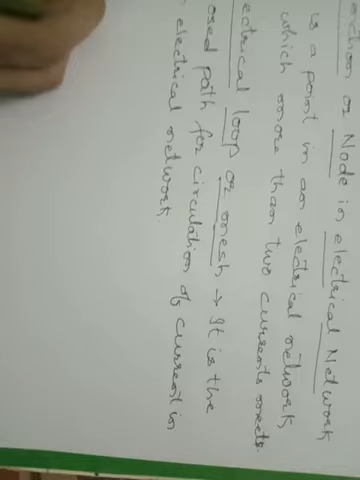 or Node in electrical Network
is a point in an electrical network
which more than two currents meets.
loop or mesh → It is the
path for circulation of current in
electrical network.